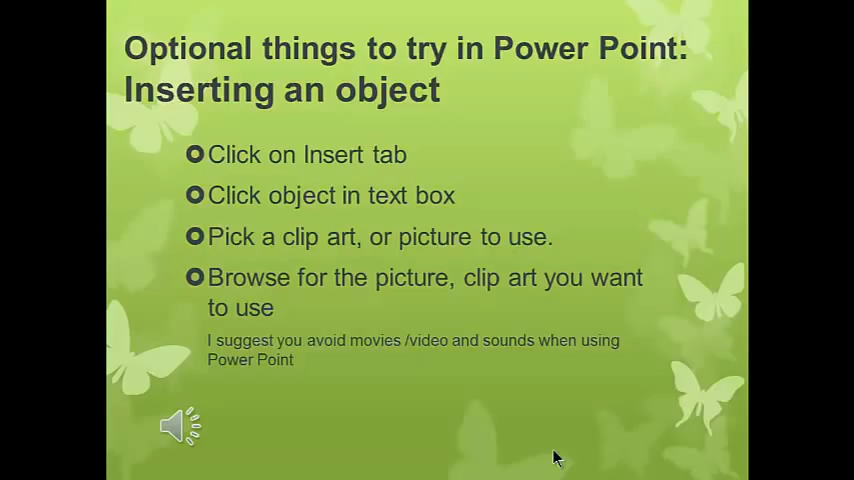 Optional things to try in Power Point:
Inserting an object
Click on Insert tab
Click object in text box
Pick a clip art, or picture to use.
Browse for the picture, clip art you want
to use
I suggest you avoid movies /video and sounds when using
Power Point